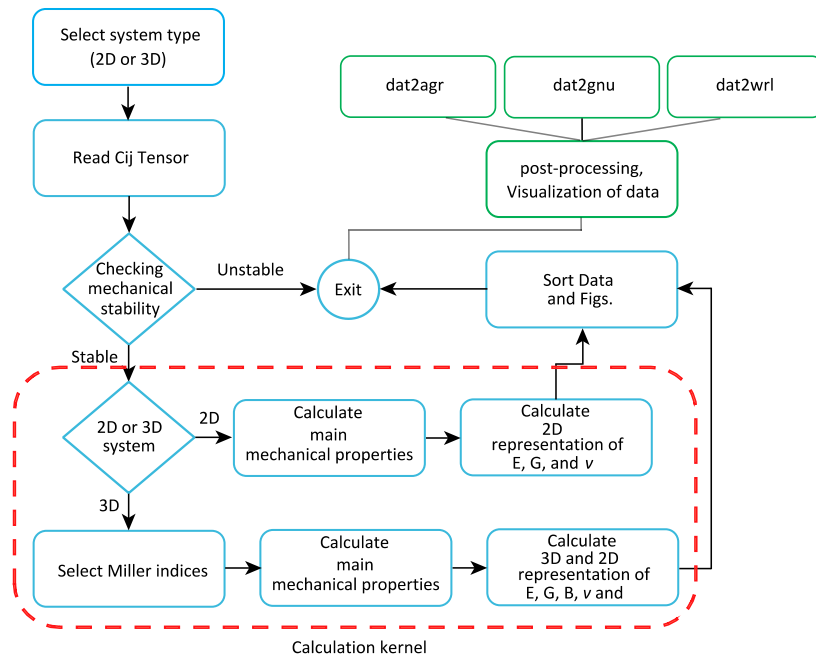 Select system type
(2D or 3D)
dat2agr
dat2gnu
dat2wrl
Read Cij Tensor
post-processing,
Visualization of data
Checking
mechanical
stability
Unstable
Exit
Sort Data
and Figs.
Stable
2D or 3D
system
2D
Calculate
main
mechanical properties
Calculate
2D
representation of
E, G, and v
3D
Select Miller indices
Calculate
main
mechanical properties
Calculate
3D and 2D
representation of
E, G, B, v and
Calculation kernel